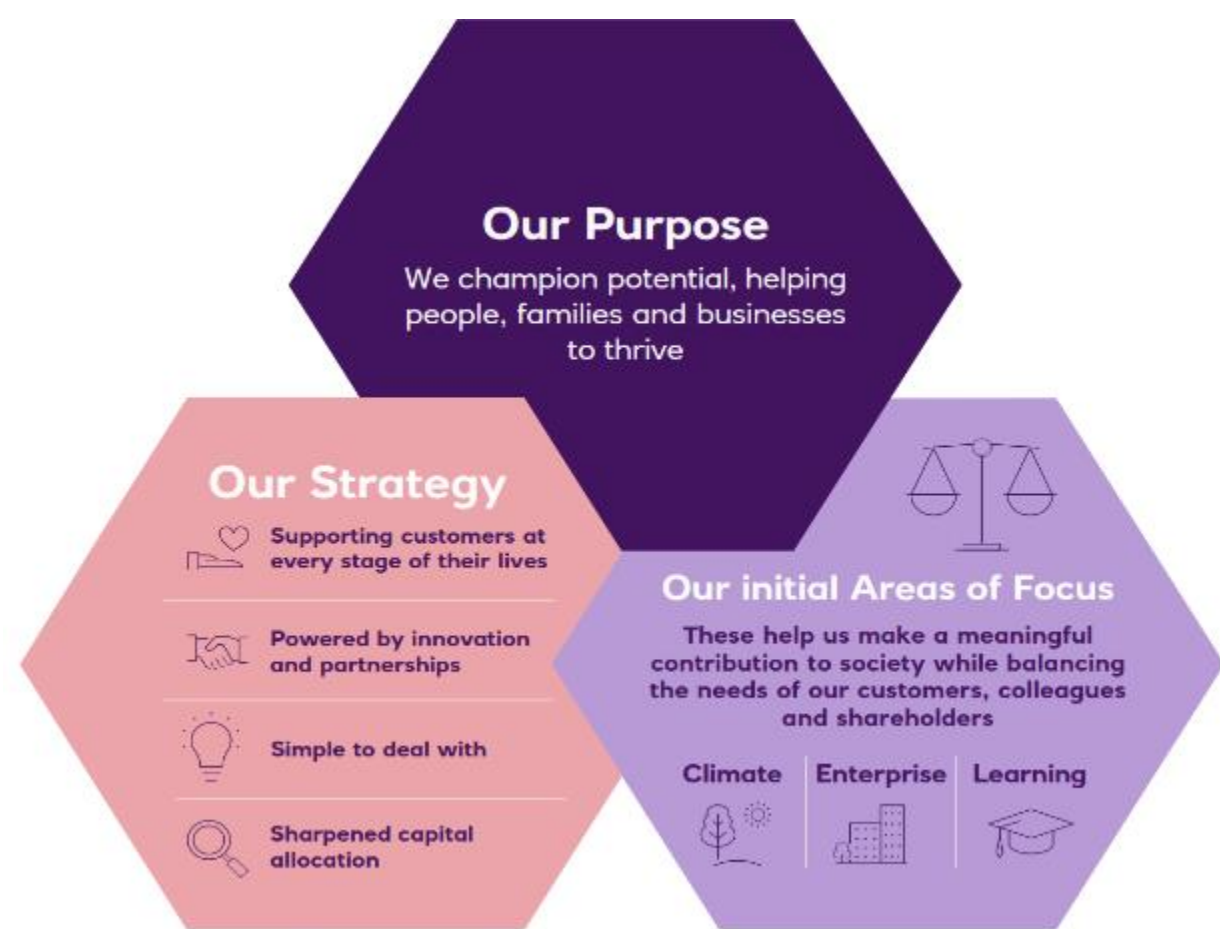 Our Purpose
We champion potential, helping
people, families and businesses
to thrive
Our Strategy
Supporting customers at
every stage of their lives
Powered by innovation
and partnerships
Simple to deal with
Sharpened capital
allocation
Our initial Areas of Focus
These help us make a meaningful
contribution to society while balancing
the needs of our customers, colleagues
and shareholders
Climate
Enterprise
Learning